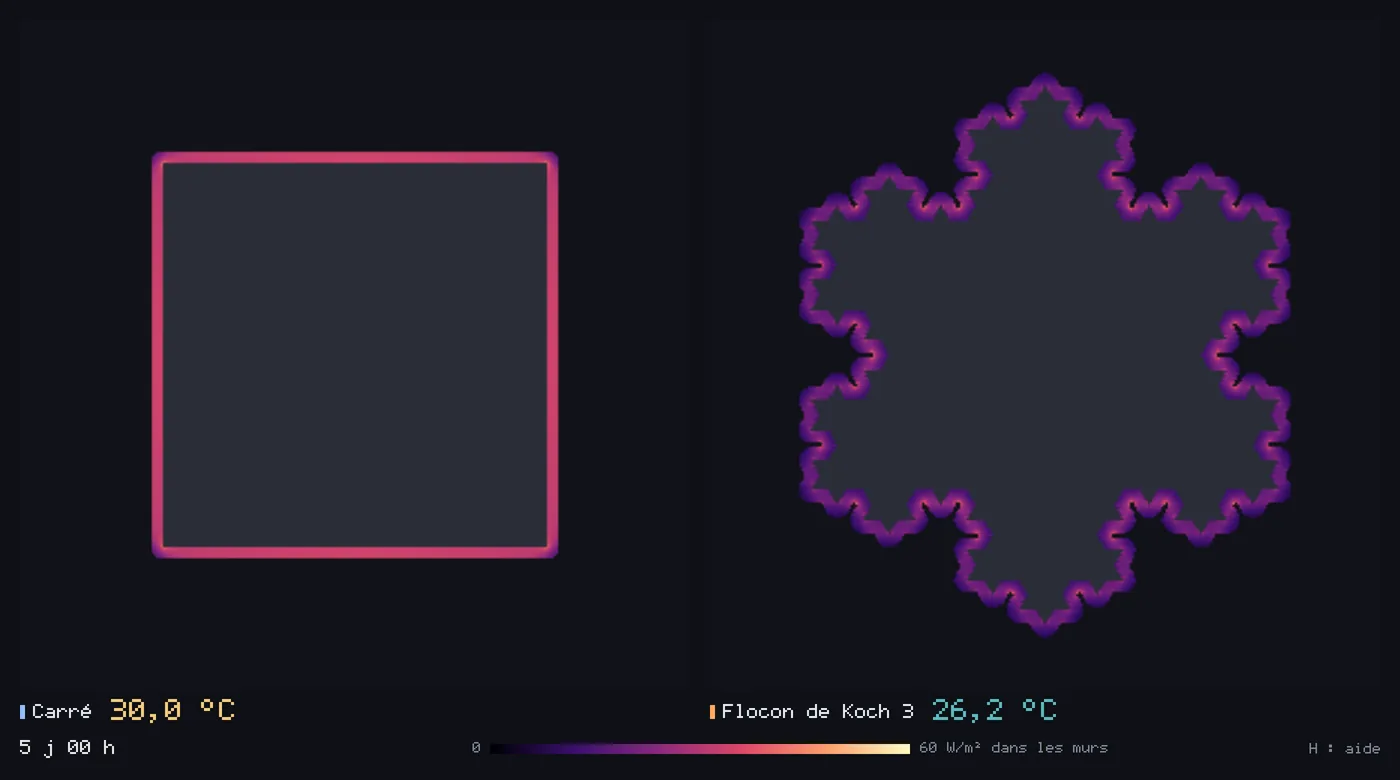 Carré 30,0 °C
Flocon de Koch 3 26,2 °C
5 j 00 h
0 60 W/m² dans les murs
H : aide